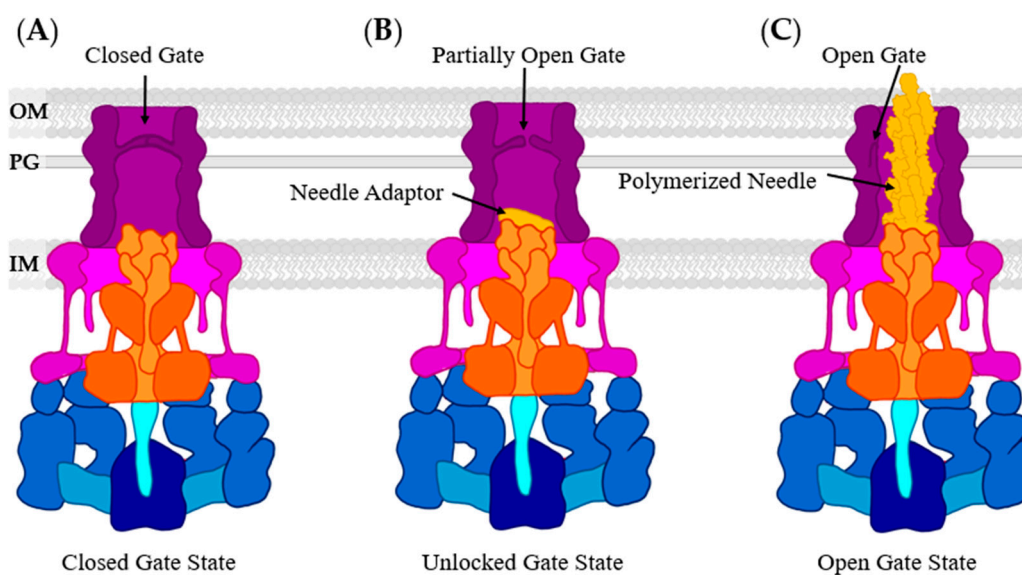 (A)
Closed Gate
(B)
Partially Open Gate
(C)
Open Gate
OM
PG
Needle Adaptor
Polymerized Needle
IM
Closed Gate State
Unlocked Gate State
Open Gate State